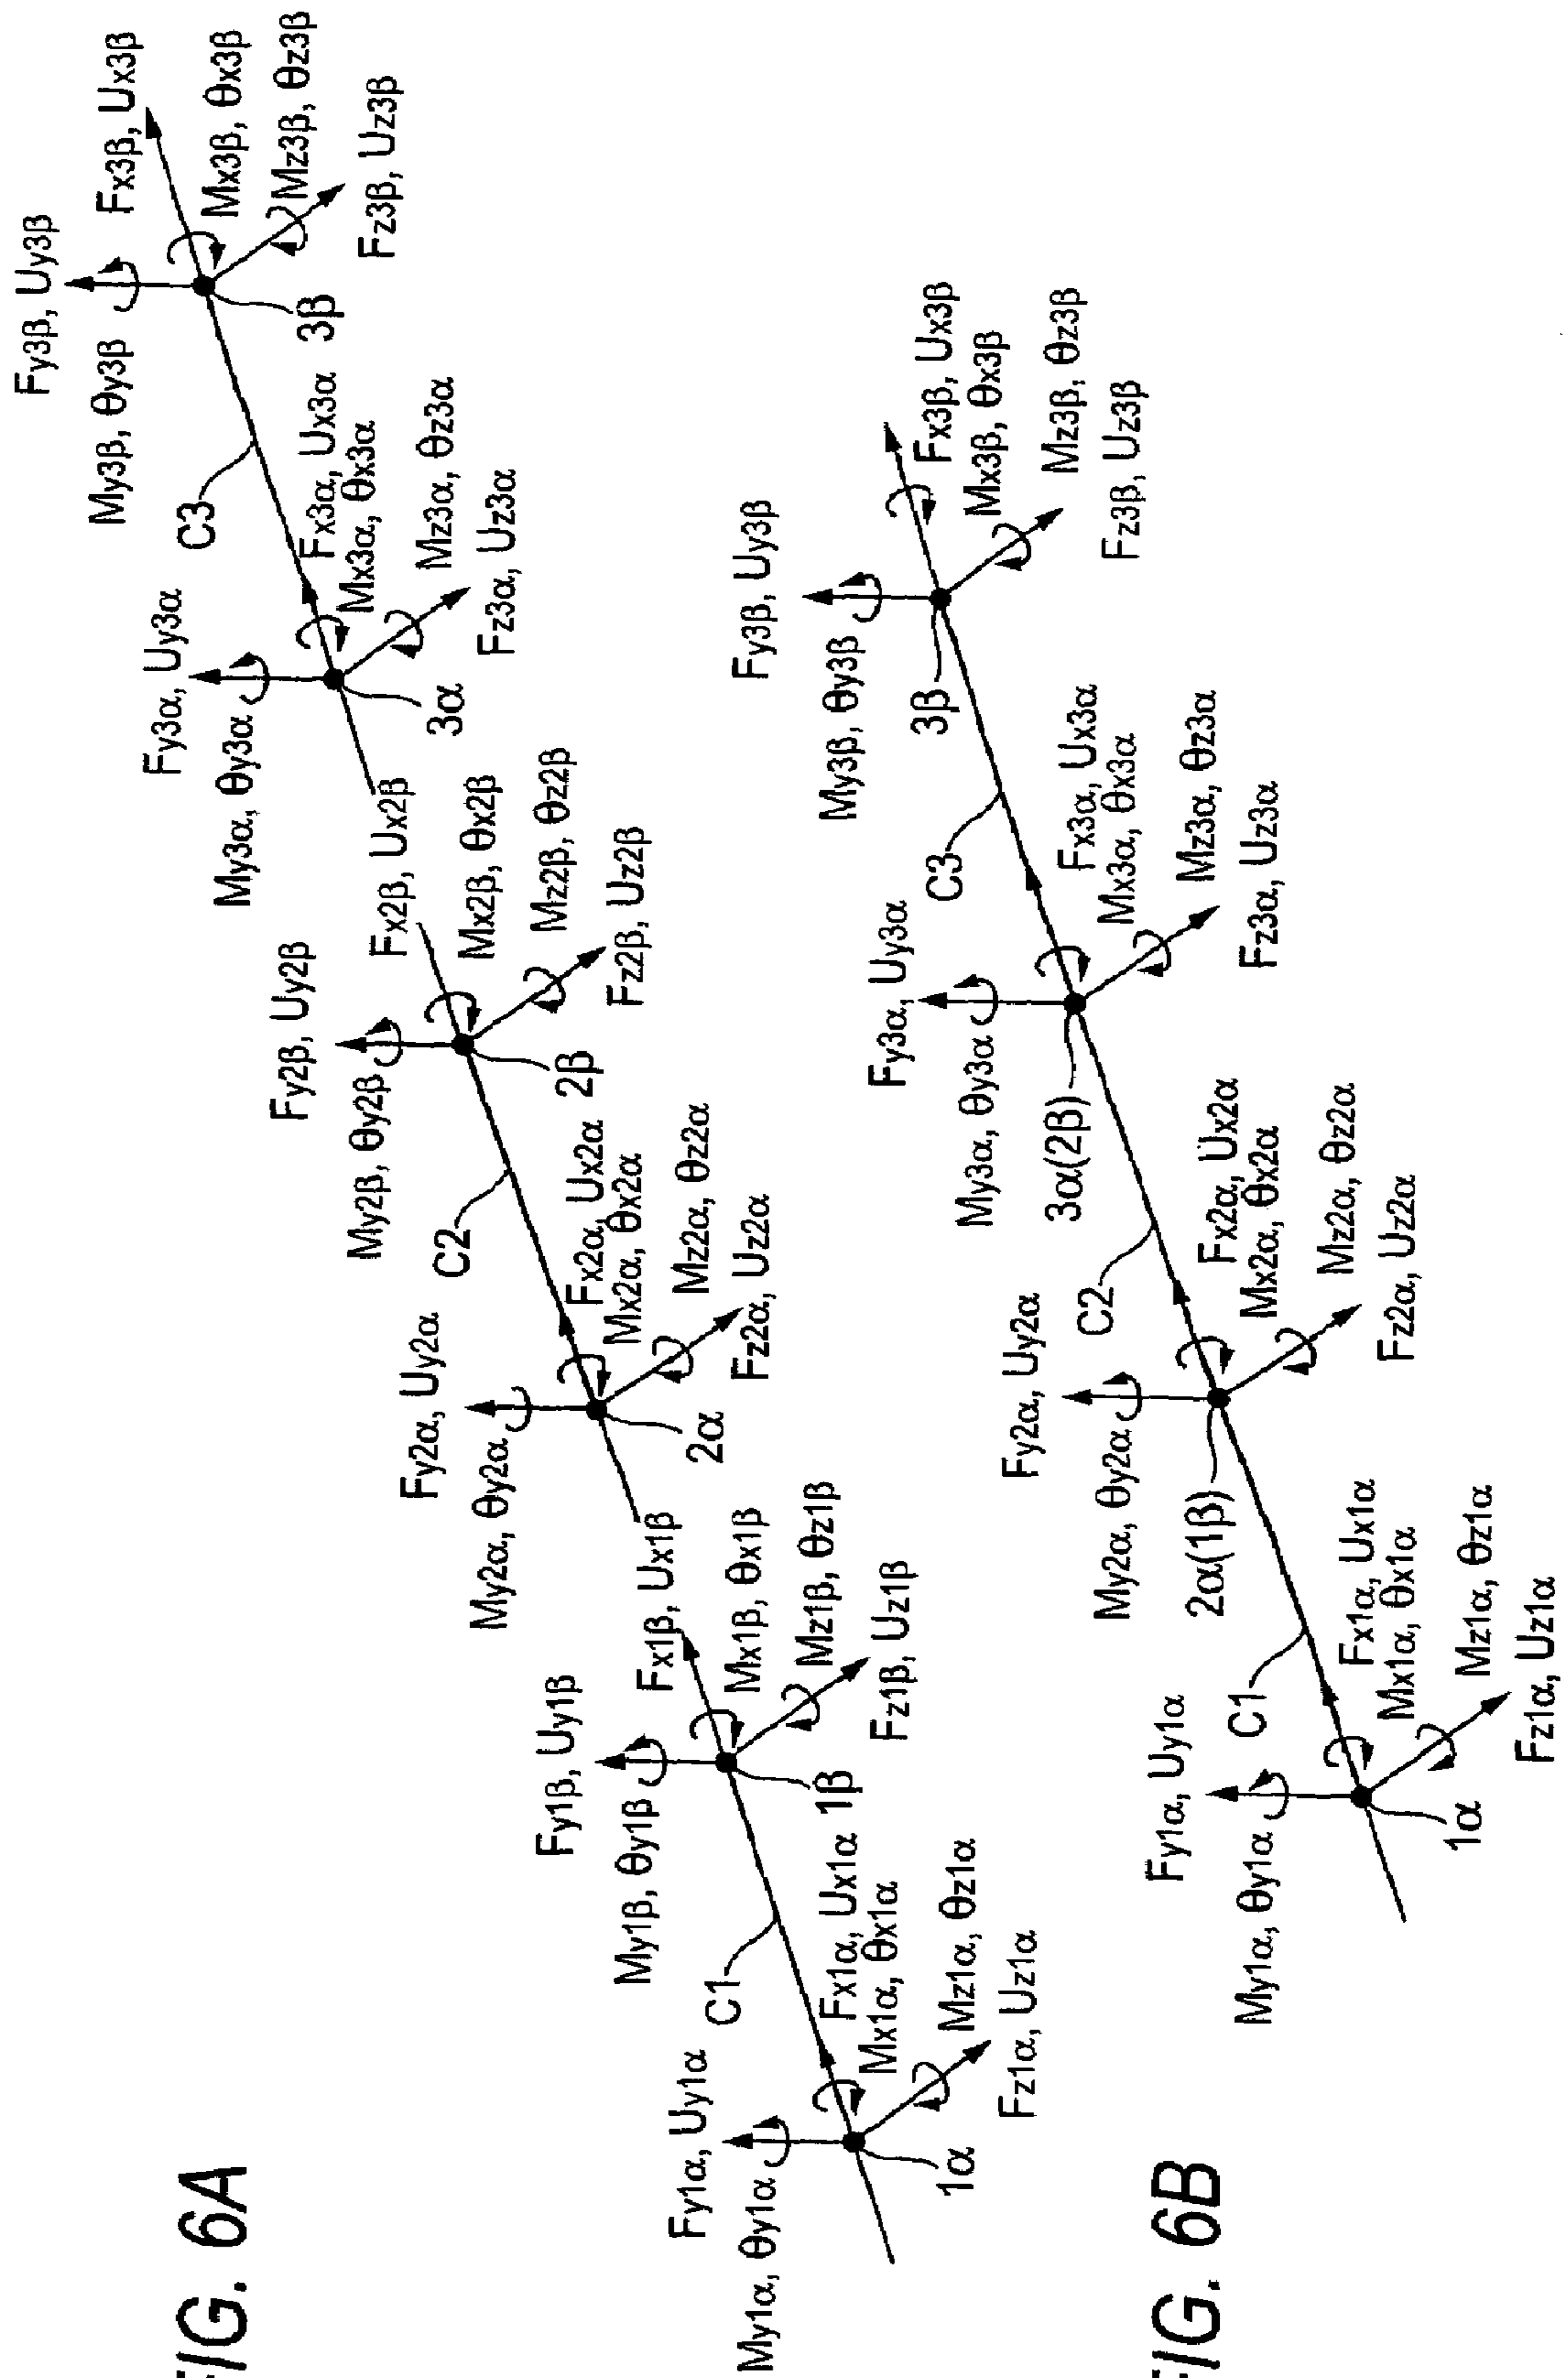 FIG. 6A
My1α, θy1α
Fy1α, Uy1α
1α
Fx1α, Ux1α
Mx1α, θx1α
Mz1α, θz1α
Fz1α, Uz1α
C1
My1β, θy1β
Fy1β, Uy1β
1β
Fx1β, Ux1β
Mx1β, θx1β
Mz1β, θz1β
Fz1β, Uz1β
My2α, θy2α
Fy2α, Uy2α
2α
Fx2α, Ux2α
Mx2α, θx2α
Mz2α, θz2α
Fz2α, Uz2α
C2
My2β, θy2β
Fy2β, Uy2β
2β
Fx2β, Ux2β
Mx2β, θx2β
Mz2β, θz2β
Fz2β, Uz2β
My3α, θy3α
Fy3α, Uy3α
3α
Fx3α, Ux3α
Mx3α, θx3α
Mz3α, θz3α
Fz3α, Uz3α
C3
My3β, θy3β
Fy3β, Uy3β
3β
Fx3β, Ux3β
Mx3β, θx3β
Mz3β, θz3β
Fz3β, Uz3β
FIG. 6B
My1α, θy1α
Fy1α, Uy1α
1α
Fx1α, Ux1α
Mx1α, θx1α
Mz1α, θz1α
Fz1α, Uz1α
C1
2α(1β)
My2α, θy2α
Fy2α, Uy2α
Fx2α, Ux2α
Mx2α, θx2α
Mz2α, θz2α
Fz2α, Uz2α
C2
3α(2β)
My3α, θy3α
Fy3α, Uy3α
Fx3α, Ux3α
Mx3α, θx3α
Mz3α, θz3α
Fz3α, Uz3α
C3
3β
My3β, θy3β
Fy3β, Uy3β
Fx3β, Ux3β
Mx3β, θx3β
Mz3β, θz3β
Fz3β, Uz3β